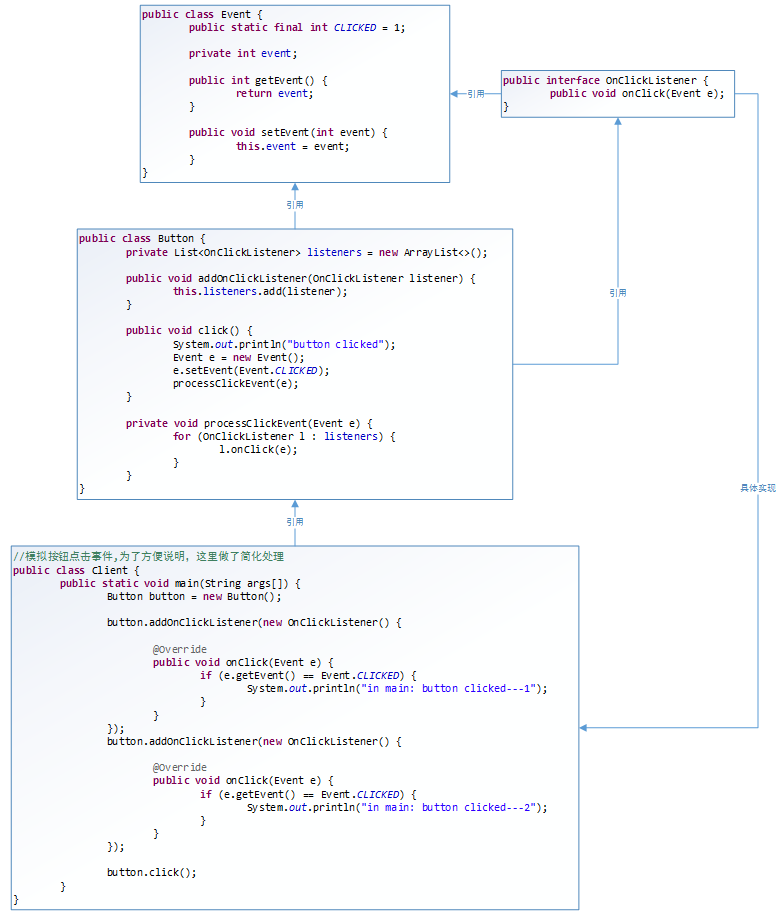 public class Event {
public static final int CLICKED = 1;
private int event;
public int getEvent() {
return event;
}
public void setEvent(int event) {
this.event = event;
}
}
引用
public interface OnClickListener {
public void onClick(Event e);
}
引用
public class Button {
private List<OnClickListener> listeners = new ArrayList<>();
public void addOnClickListener(OnClickListener listener) {
this.listeners.add(listener);
}
public void click() {
System.out.println("button clicked");
Event e = new Event();
e.setEvent(Event.CLICKED);
processClickEvent(e);
}
private void processClickEvent(Event e) {
for (OnClickListener l : listeners) {
l.onClick(e);
}
}
}
引用
具体实现
引用
//模拟按钮点击事件,为了方便说明，这里做了简化处理
public class Client {
public static void main(String args[]) {
Button button = new Button();
button.addOnClickListener(new OnClickListener() {
@Override
public void onClick(Event e) {
if (e.getEvent() == Event.CLICKED) {
System.out.println("in main: button clicked---1");
}
}
});
button.addOnClickListener(new OnClickListener() {
@Override
public void onClick(Event e) {
if (e.getEvent() == Event.CLICKED) {
System.out.println("in main: button clicked---2");
}
}
});
button.click();
}
}